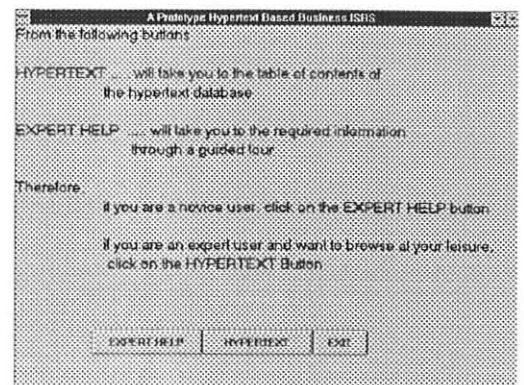 A Prototype Hypertext Based Business ISRS
From the following buttons
HYPERTEXT .... will take you to the table of contents of
the hypertext database
EXPERT HELP .... will take you to the required information
through a guided tour
Therefore
if you are a novice user, click on the EXPERT HELP button
if you are an expert user and want to browse at your leisure,
click on the HYPERTEXT Button
EXPERT HELP HYPERTEXT EXIT